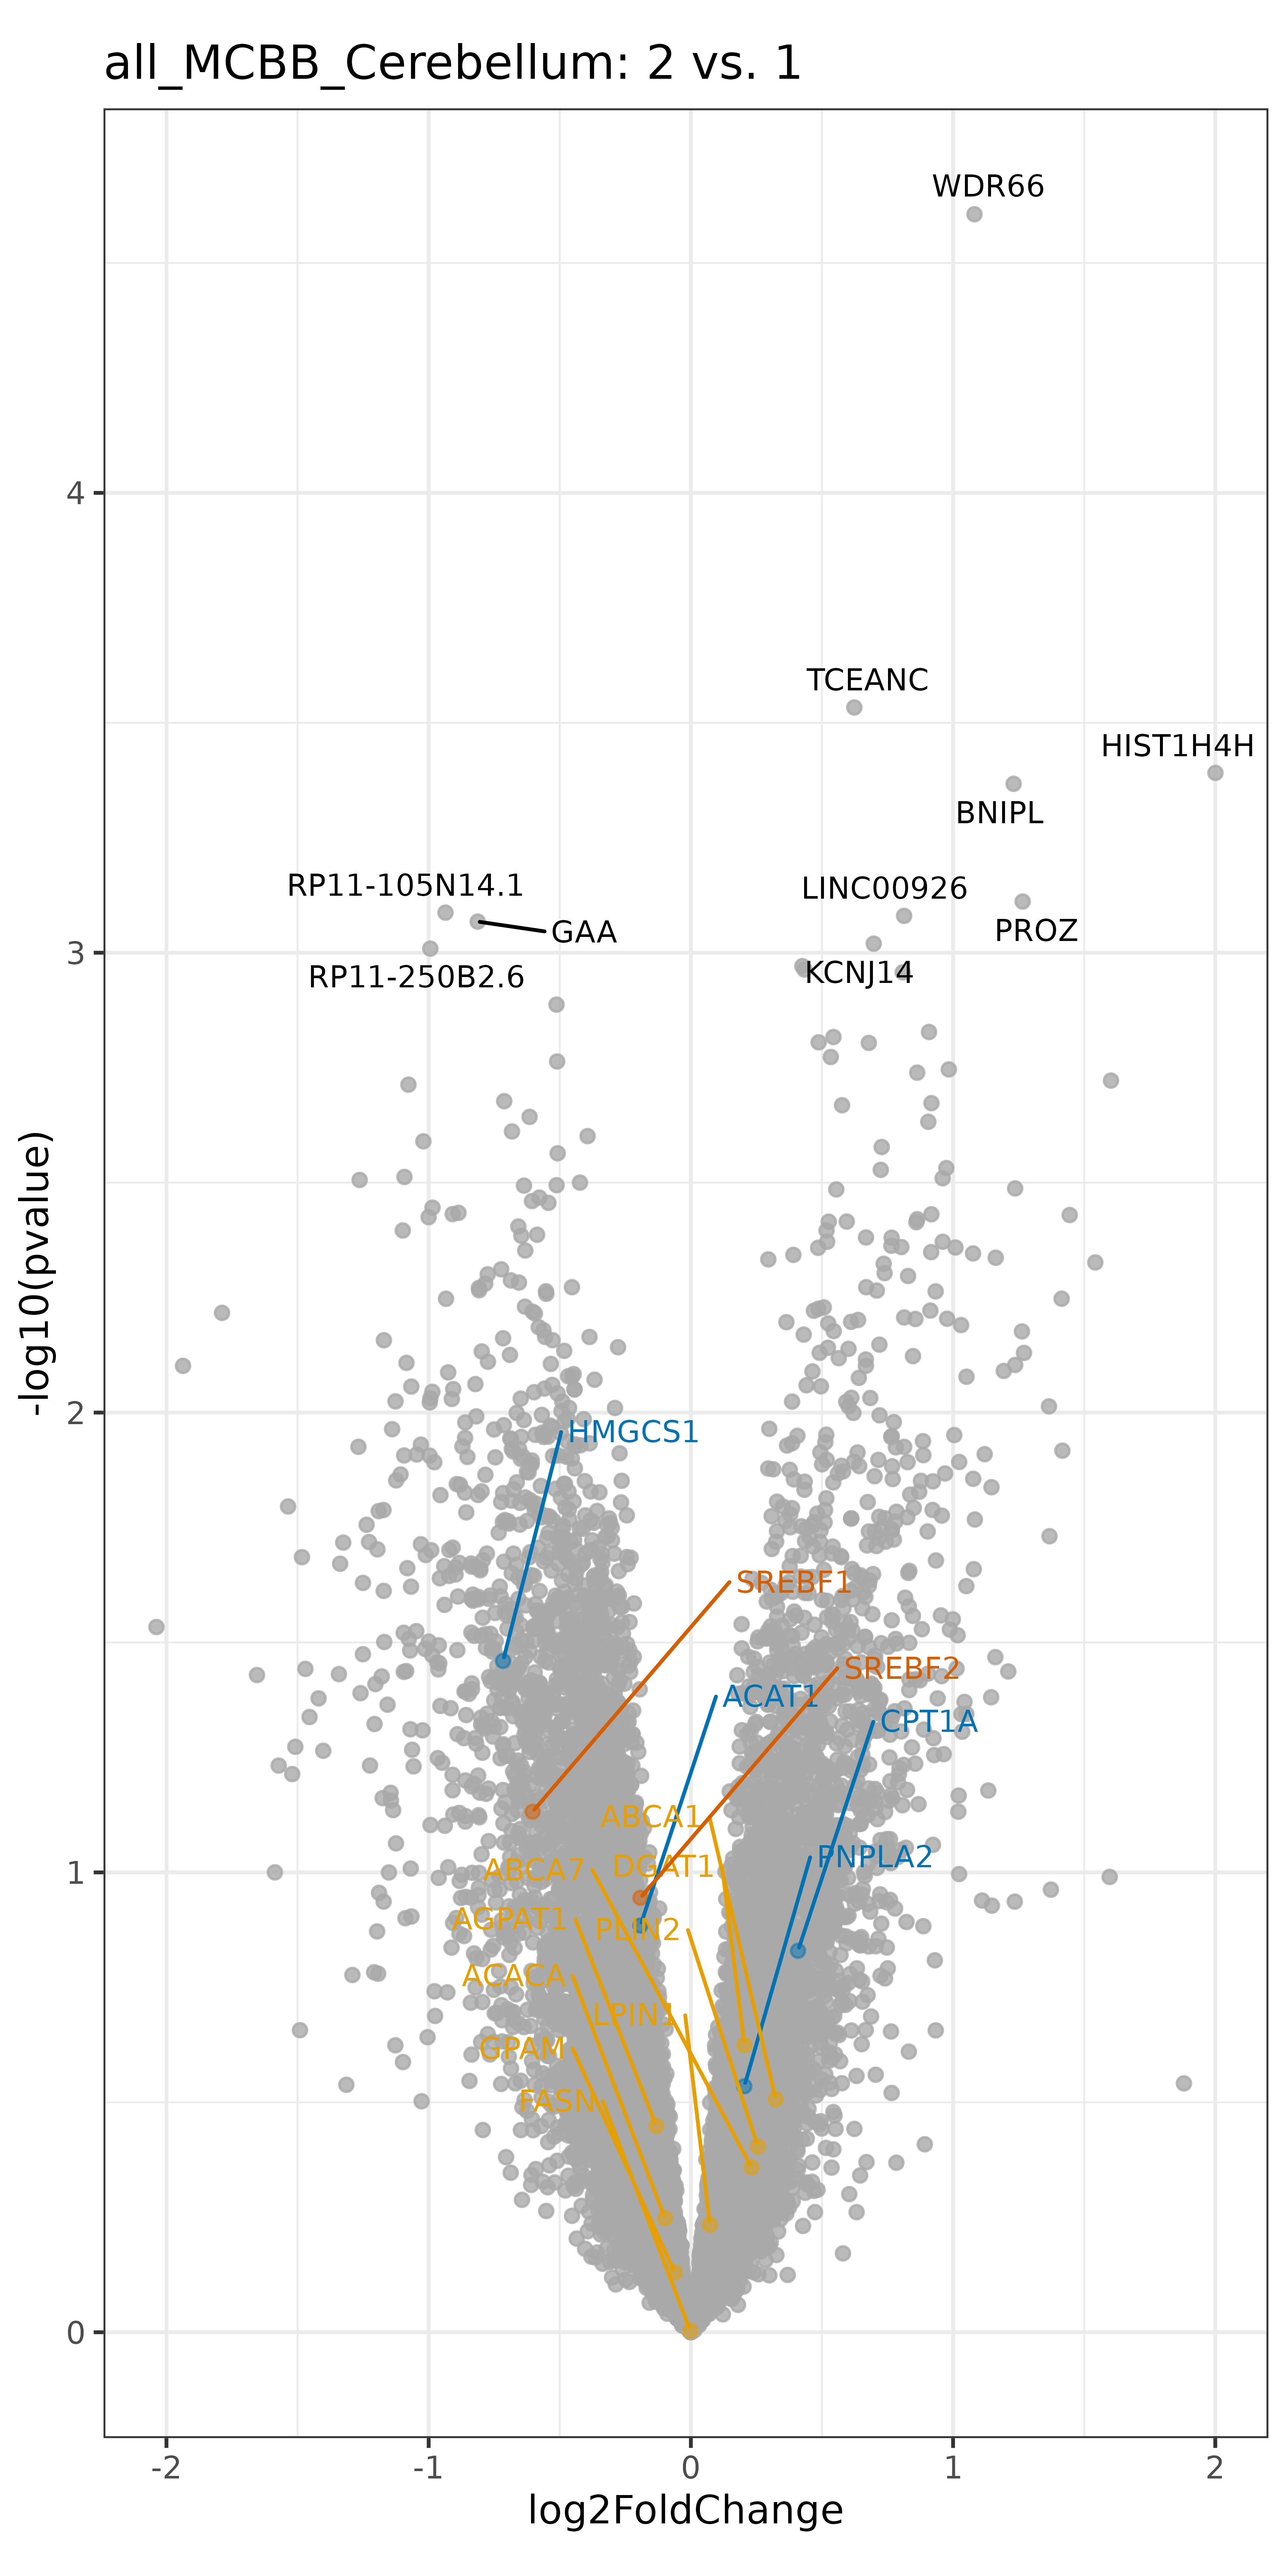 all_MCBB_Cerebellum: 2 vs. 1
WDR66
4
TCEANC
HIST1H4H
BNIPL
RP11-105N14.1
LINC00926
GAA
PROZ
3
KCNJ14
RP11-250B2.6
-log10(pvalue)
2
HMGCS1
SREBF1
SREBF2
ACAT1
CPT1A
ABCA1
PNPLA2
DGAT1
ABCA7
1
AGPAT1
PLIN2
ACACA
LPIN1
GPAM
FASN
0
-2
-1
0
1
2
log2FoldChange